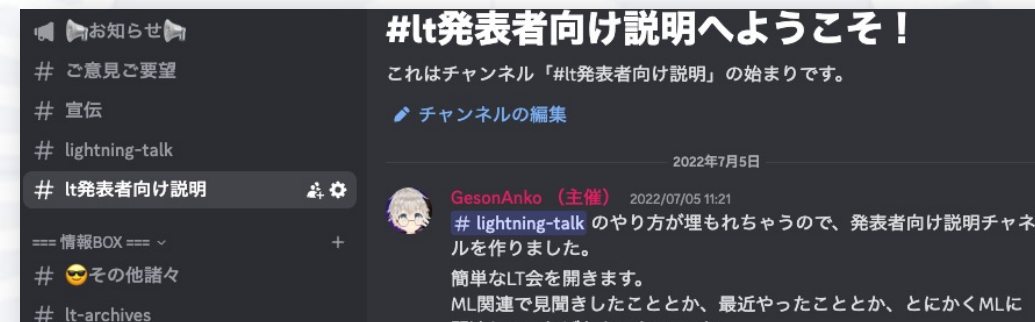 お知らせ
# ご意見ご要望
# 宣伝
# lightning-talk
# lt発表者向け説明
=== 情報BOX ===
+
# 😎その他諸々
# lt-archives
#lt発表者向け説明へようこそ！
これはチャンネル「#lt発表者向け説明」の始まりです。
チャンネルの編集
2022年7月5日
GesonAnko （主催） 2022/07/05 11:21
# lightning-talk のやり方が埋もれちゃうので、発表者向け説明チャネ
ルを作りました。
簡単なLT会を開きます。
ML関連で見聞きしたこととか、最近やったこととか、とにかくMLに